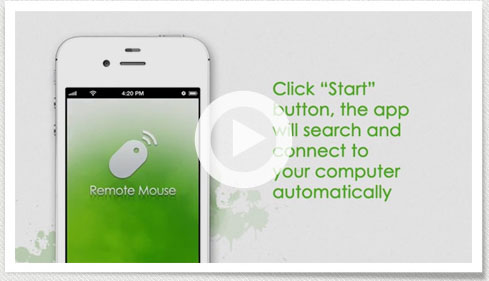 4:20 PM
Remote Mouse
Click “Start”
button, the app
will search and
connect to
your computer
automatically